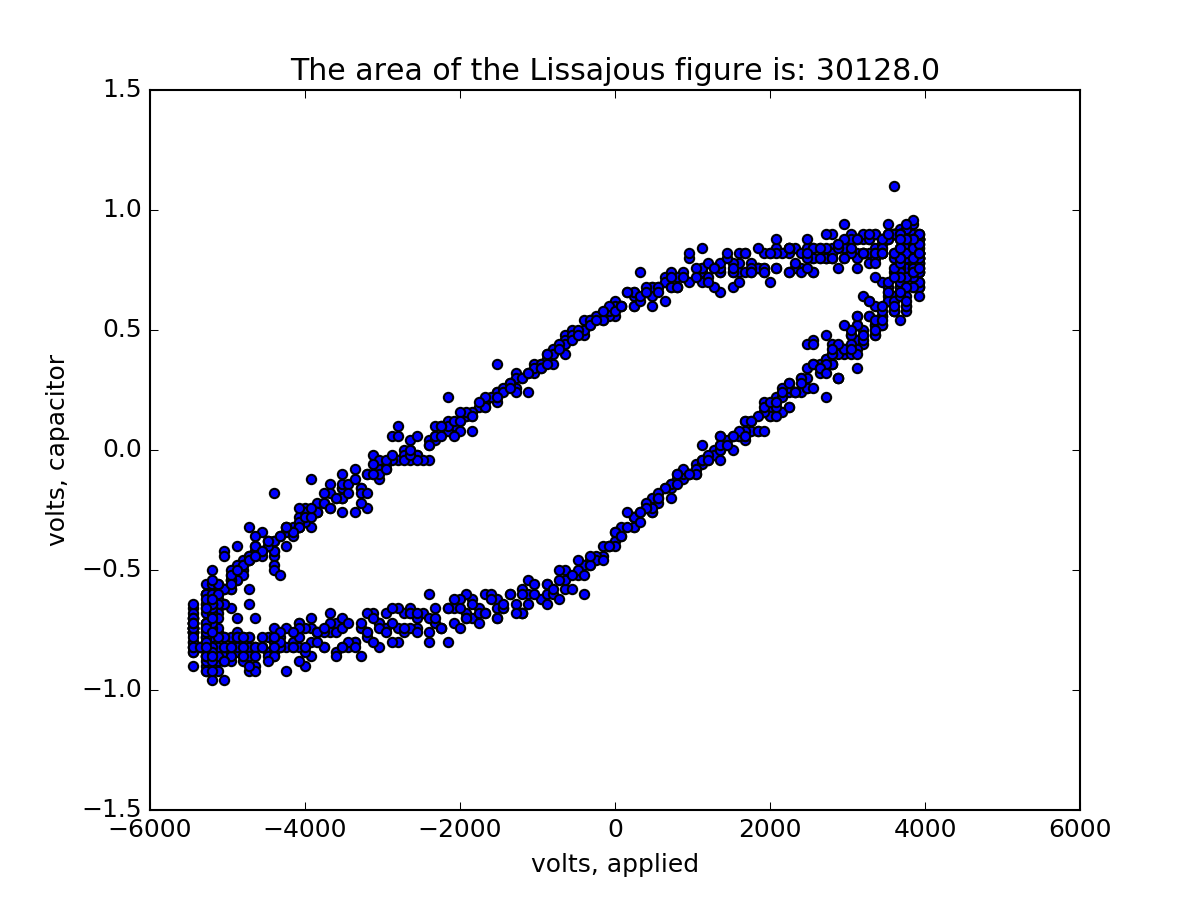 The area of the Lissajous figure is: 30128.0
1.5
1.0
0.5
0.0
−0.5
−1.0
−1.5
volts, capacitor
−6000 −4000 −2000 0 2000 4000 6000
volts, applied